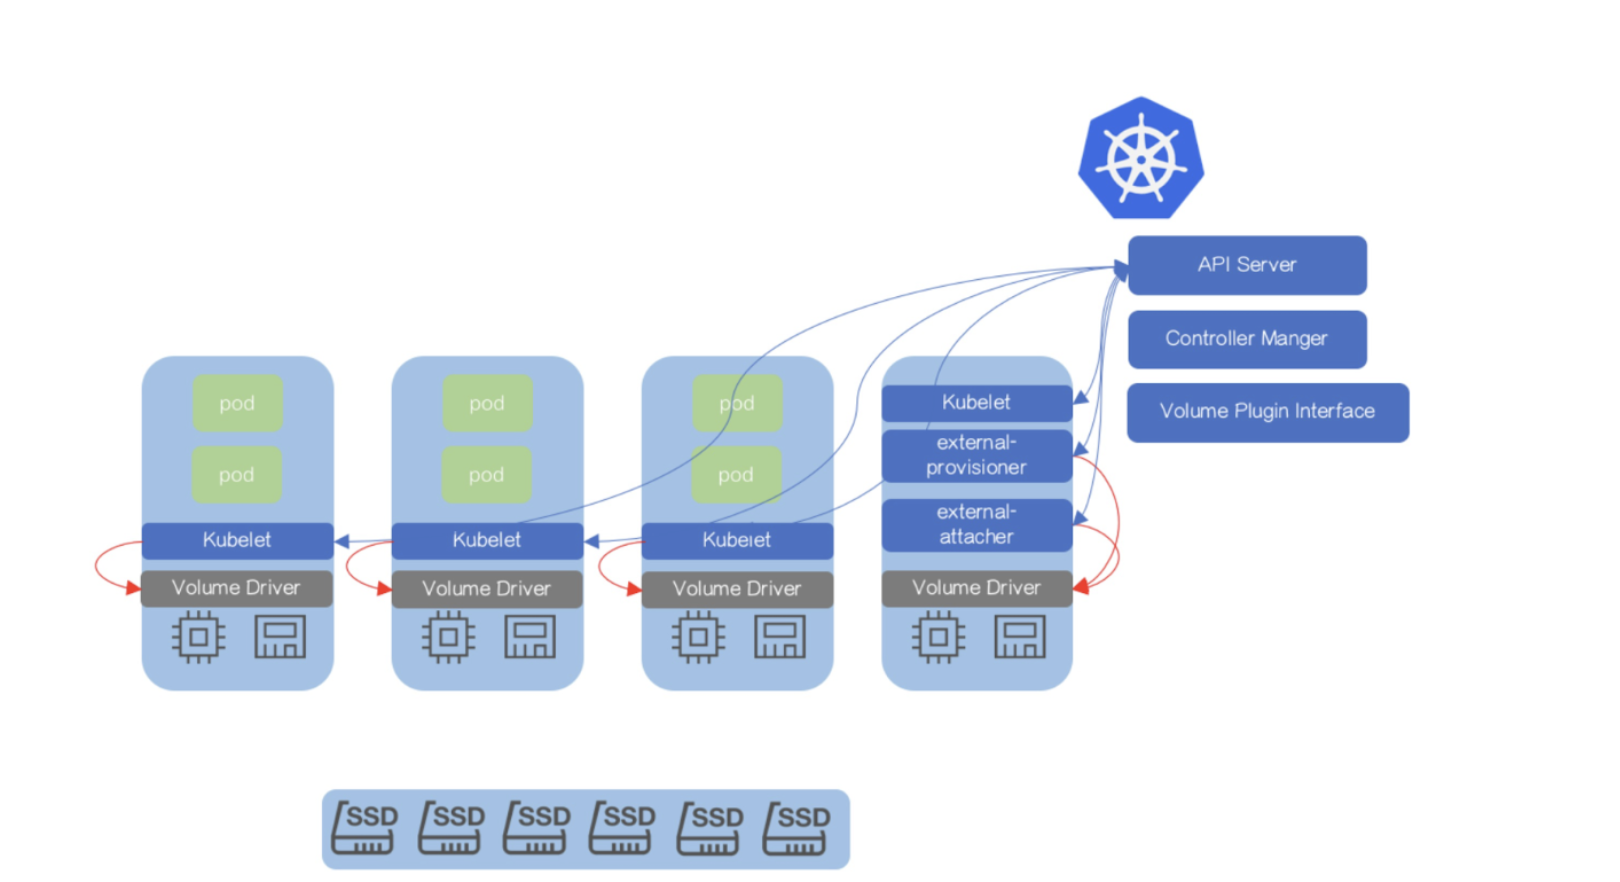 API Server
Controller Manger
Volume Plugin Interface
pod
pod
Kubelet
Volume Driver
pod
pod
Kubelet
Volume Driver
pod
pod
Kubelet
Volume Driver
Kubelet
external-
provisioner
external-
attacher
Volume Driver
SSD
SSD
SSD
SSD
SSD
SSD